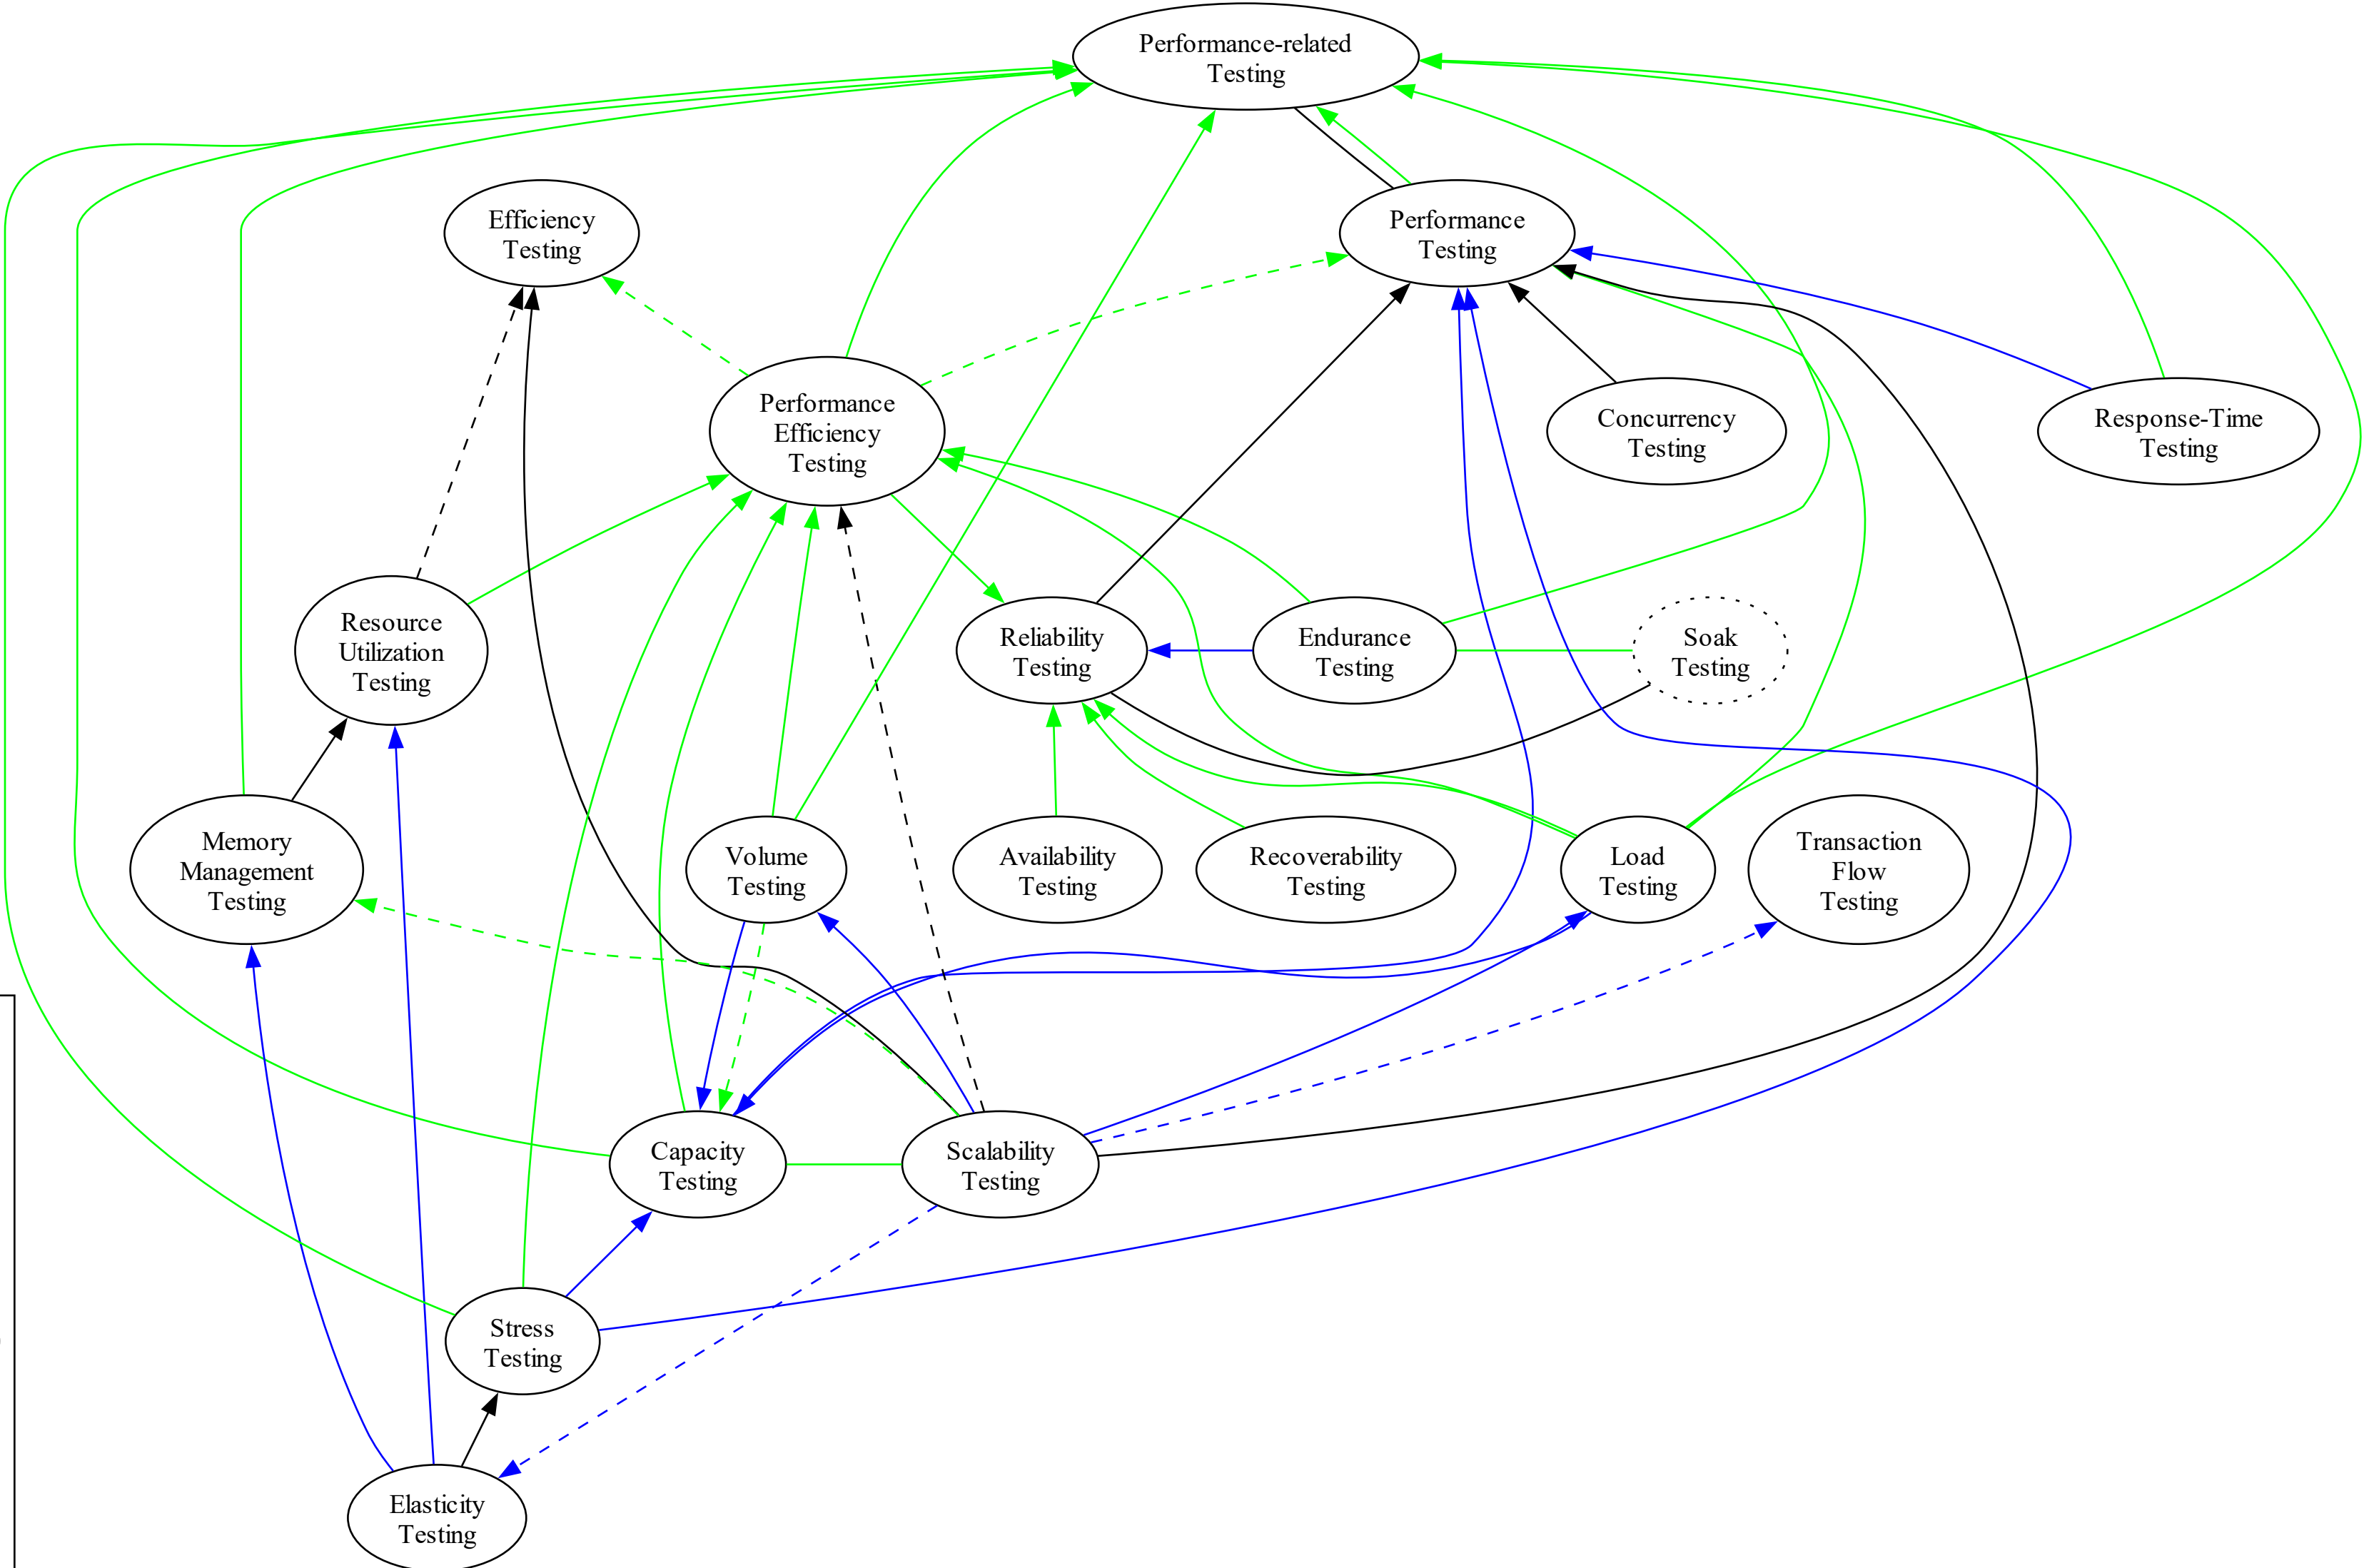 Performance-related
Testing
Efficiency
Testing
Performance
Testing
Performance
Efficiency
Testing
Concurrency
Testing
Response-Time
Testing
Resource
Utilization
Testing
Reliability
Testing
Endurance
Testing
Soak
Testing
Memory
Management
Testing
Volume
Testing
Availability
Testing
Recoverability
Testing
Load
Testing
Transaction
Flow
Testing
Capacity
Testing
Scalability
Testing
Stress
Testing
Elasticity
Testing